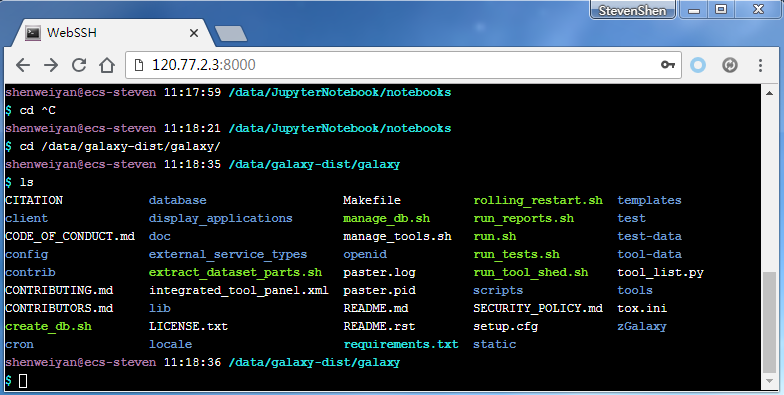 StevenShen
WebSSH
120.77.2.3:8000
shenweiyan@ecs-steven 11:17:59 /data/JupyterNotebook/notebooks
$ cd ^C
shenweiyan@ecs-steven 11:18:21 /data/JupyterNotebook/notebooks
$ cd /data/galaxy-dist/galaxy/
shenweiyan@ecs-steven 11:18:35 /data/galaxy-dist/galaxy
$ ls
CITATION database Makefile rolling_restart.sh templates
client display_applications manage_db.sh run_reports.sh test
CODE_OF_CONDUCT.md doc manage_tools.sh run.sh test-data
config external_service_types openid run_tests.sh tool-data
contrib extract_dataset_parts.sh paster.log run_tool_shed.sh tool_list.py
CONTRIBUTING.md integrated_tool_panel.xml paster.pid scripts tools
CONTRIBUTORS.md lib README.md SECURITY_POLICY.md tox.ini
create_db.sh LICENSE.txt README.rst setup.cfg zGalaxy
cron locale requirements.txt static
shenweiyan@ecs-steven 11:18:36 /data/galaxy-dist/galaxy
$